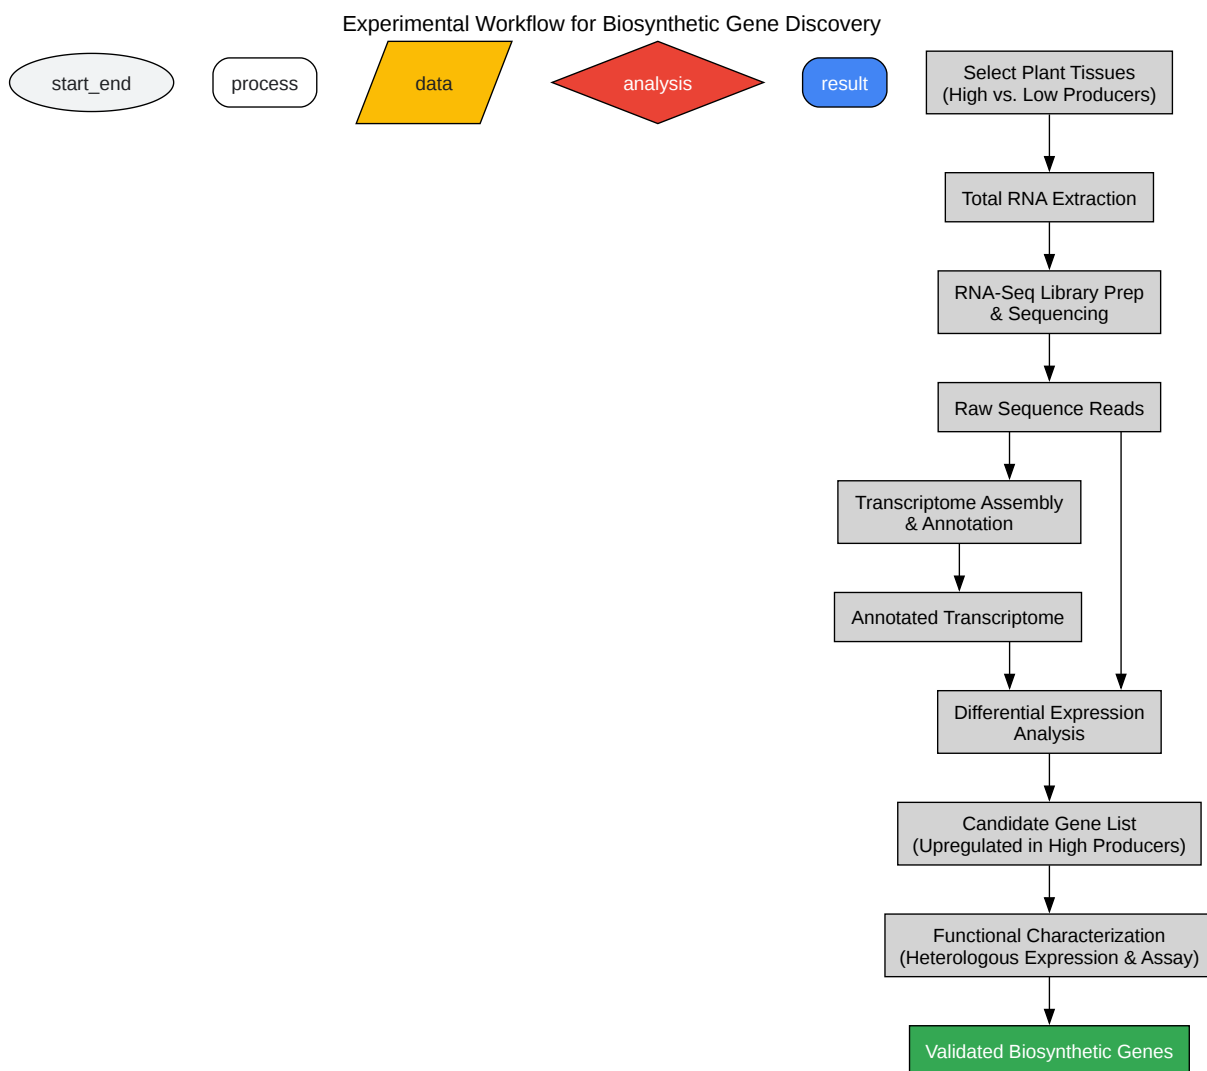 Experimental Workflow for Biosynthetic Gene Discovery
start_end
process
data
analysis
result
Select Plant Tissues
(High vs. Low Producers)
Total RNA Extraction
RNA-Seq Library Prep
& Sequencing
Raw Sequence Reads
Transcriptome Assembly
& Annotation
Annotated Transcriptome
Differential Expression
Analysis
Candidate Gene List
(Upregulated in High Producers)
Functional Characterization
(Heterologous Expression & Assay)
Validated Biosynthetic Genes